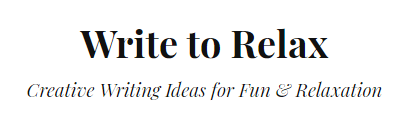 Write to Relax
Creative Writing Ideas for Fun & Relaxation